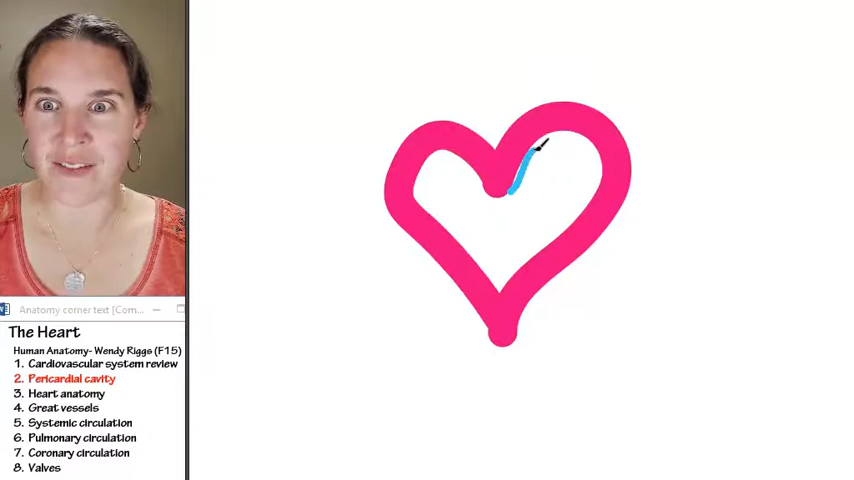 Anatomy corner text [Com...
The Heart
Human Anatomy- Wendy Riggs (F15)
1. Cardiovascular system review
2. Pericardial cavity
3. Heart anatomy
4. Great vessels
5. Systemic circulation
6. Pulmonary circulation
7. Coronary circulation
8. Valves